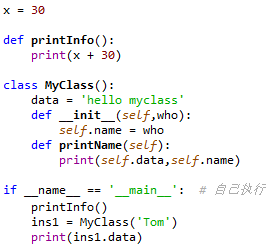 x = 30
def printInfo():
    print(x + 30)
class MyClass():
    data = 'hello myclass'
    def __init__(self,who):
        self.name = who
    def printName(self):
        print(self.data,self.name)
if __name__ == '__main__':  # 自己执行
    printInfo()
    ins1 = MyClass('Tom')
    print(ins1.data)